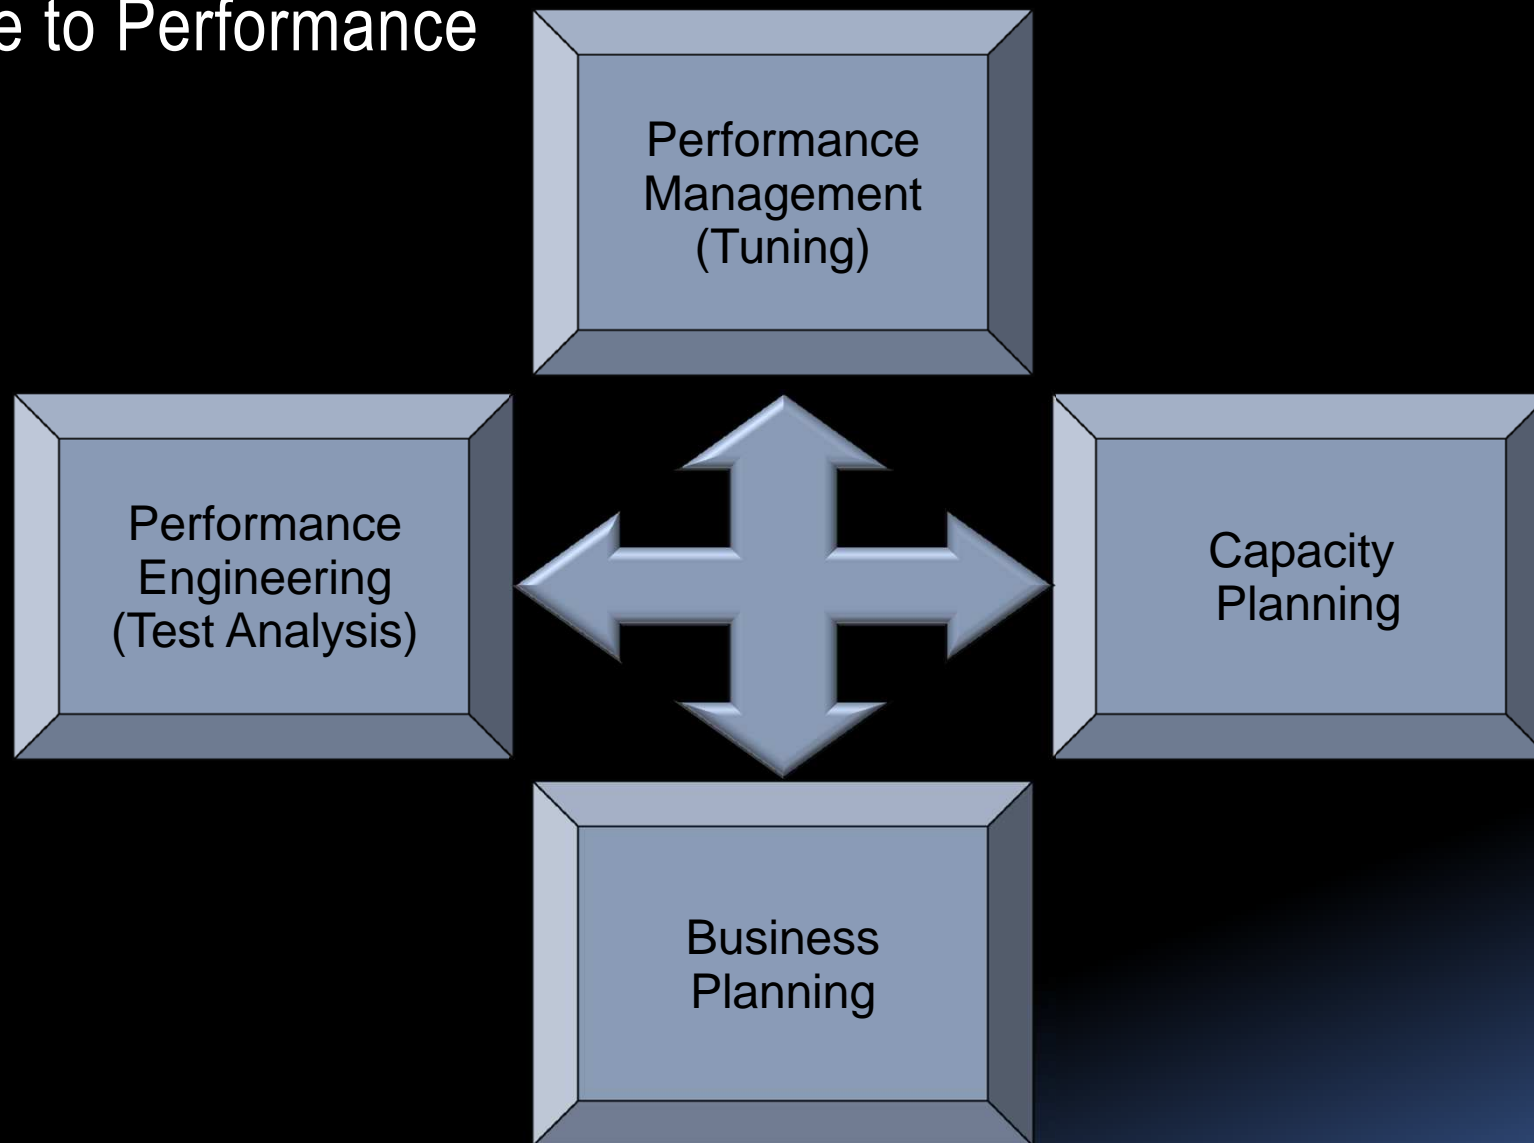 e to Performance
Performance
Management
(Tuning)
Performance
Engineering
(Test Analysis)
Capacity
Planning
Business
Planning